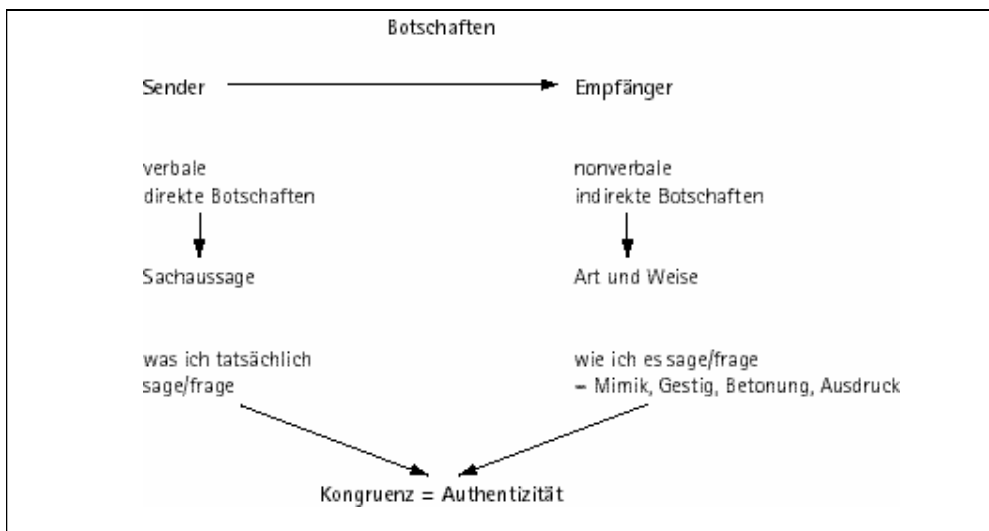 Botschaften
Sender Empfänger
verbale
direkte Botschaften
nonverbale
indirekte Botschaften
Sachaussage
Art und Weise
was ich tatsächlich
sage/frage
wie ich es sage/frage
– Mimik, Gestig, Betonung, Ausdruck
Kongruenz = Authentizität